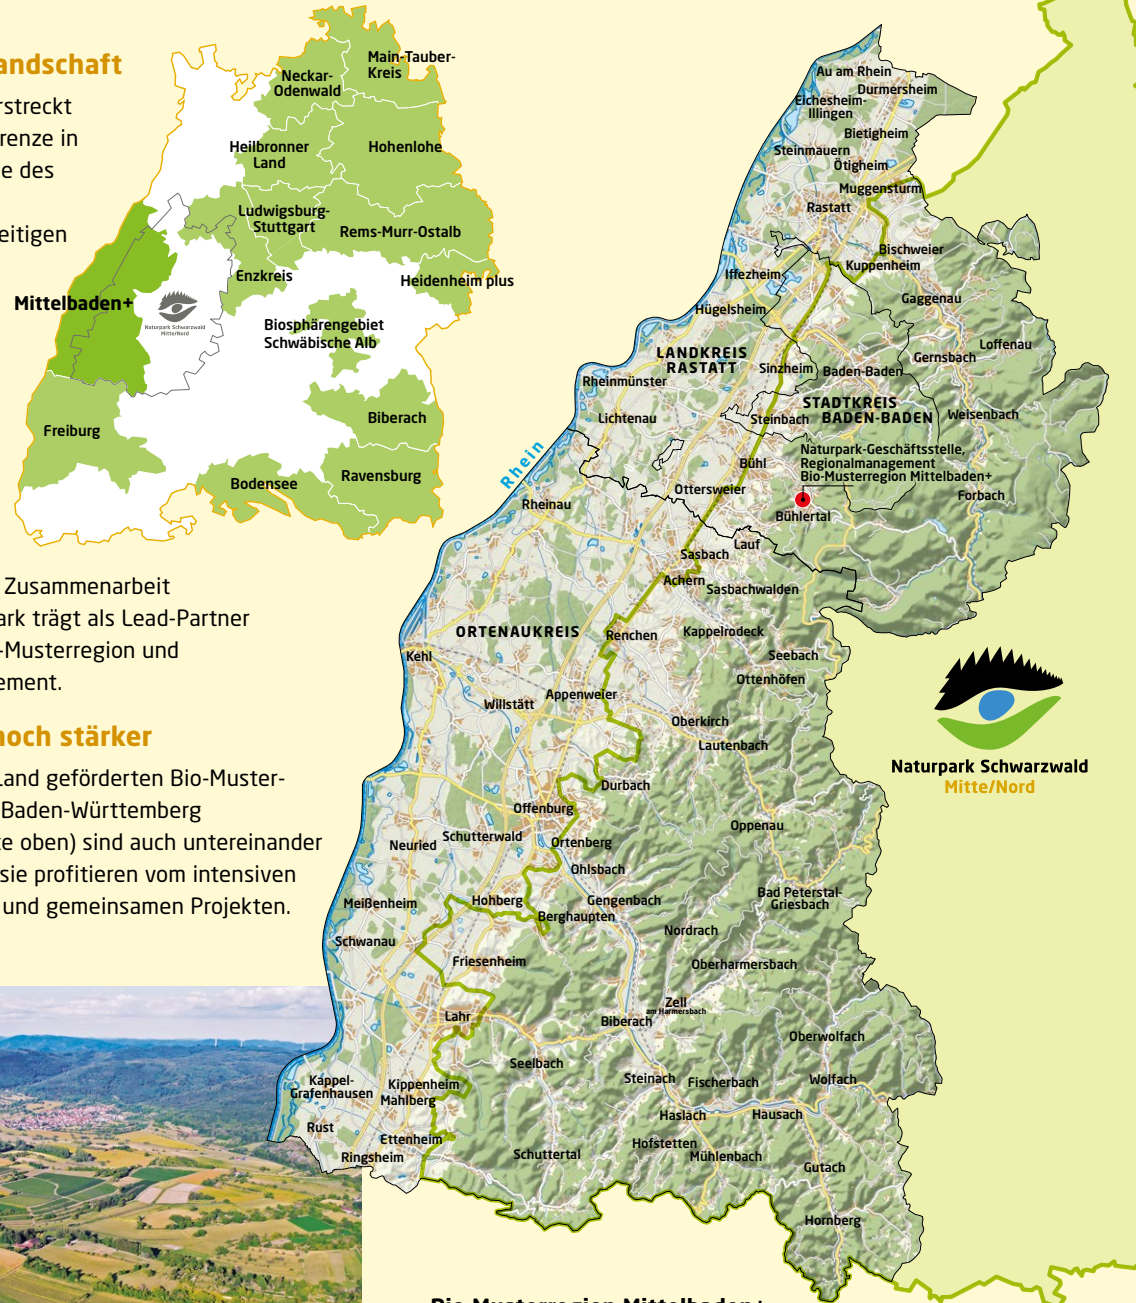 andschaft
rstreckt
renze in
e des
eitigen
Main-Tauber-
Kreis
Neckar-
Odenwald
Heilbronner
Land
Hohenlohe
Ludwigsburg-
Stuttgart
Rems-Murr-Ostalb
Enzkreis
Heidenheim plus
Mittelbaden+
Naturpark Schwarzwald
Mitte/Nord
Biosphärengebiet
Schwäbische Alb
Freiburg
Biberach
Bodensee
Ravensburg
Zusammenarbeit
ark trägt als Lead-Partner
-Musterregion und
ement.
noch stärker
Land geförderten Bio-Muster-
Baden-Württemberg
te oben) sind auch untereinander
sie profitieren vom intensiven
und gemeinsamen Projekten.
Au am Rhein
Durmersheim
Elchesheim-
Illingen
Bietigheim
Steinmauern
Ötigheim
Muggensturm
Rastatt
Bischweier
Kuppenheim
Iffezheim
Gaggenau
Hügelsheim
Loffenau
Gernsbach
LANDKREIS
RASTATT
Sinzheim
Baden-Baden
Rheinmünster
STADTKREIS
BADEN-BADEN
Lichtenau
Steinbach
Weisenbach
Rhein
Bühl
Naturpark-Geschäftsstelle,
Regionalmanagement
Bio-Musterregion Mittelbaden+
Ottersweier
Forbach
Rheinau
Bühlertal
Lauf
Sasbach
Achern
Sasbachwalden
ORTENAUKREIS
Renchen
Kappelrodeck
Kehl
Seebach
Ottenhöfen
Appenweier
Willstätt
Oberkirch
Lautenbach
Naturpark Schwarzwald
Mitte/Nord
Durbach
Offenburg
Oppenau
Schutterwald
Neuried
Ortenberg
Ohlsbach
Bad Peterstal-
Griesbach
Meißenheim
Hohberg
Gengenbach
Berghaupten
Nordrach
Schwanau
Friesenheim
Oberharmersbach
Zell
am Harmersbach
Lahr
Biberach
Oberwolfach
Seelbach
Kappel-
Grafenhausen
Kippenheim
Steinach
Fischerbach
Wolfach
Mahlberg
Haslach
Hausach
Rust
Ettenheim
Hofstetten
Ringsheim
Schuttertal
Mühlenbach
Gutach
Hornberg
Bio-Musterregion Mittelbaden+